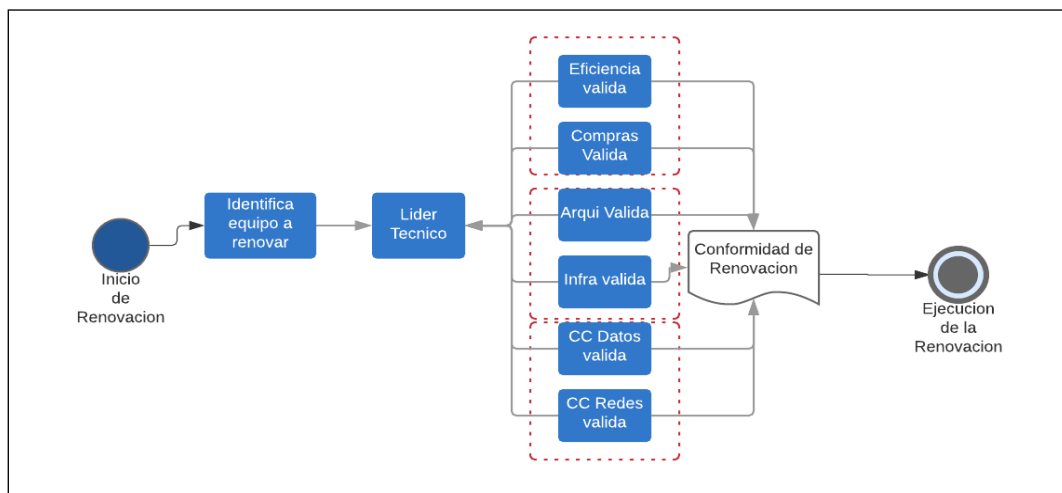 Inicio
de
Renovacion
Identifica
equipo a
renovar
Lider
Tecnico
Eficiencia
valida
Compras
Valida
Arqui Valida
Infra valida
CC Datos
valida
CC Redes
valida
Conformidad de
Renovacion
Ejecucion
de la
Renovacion